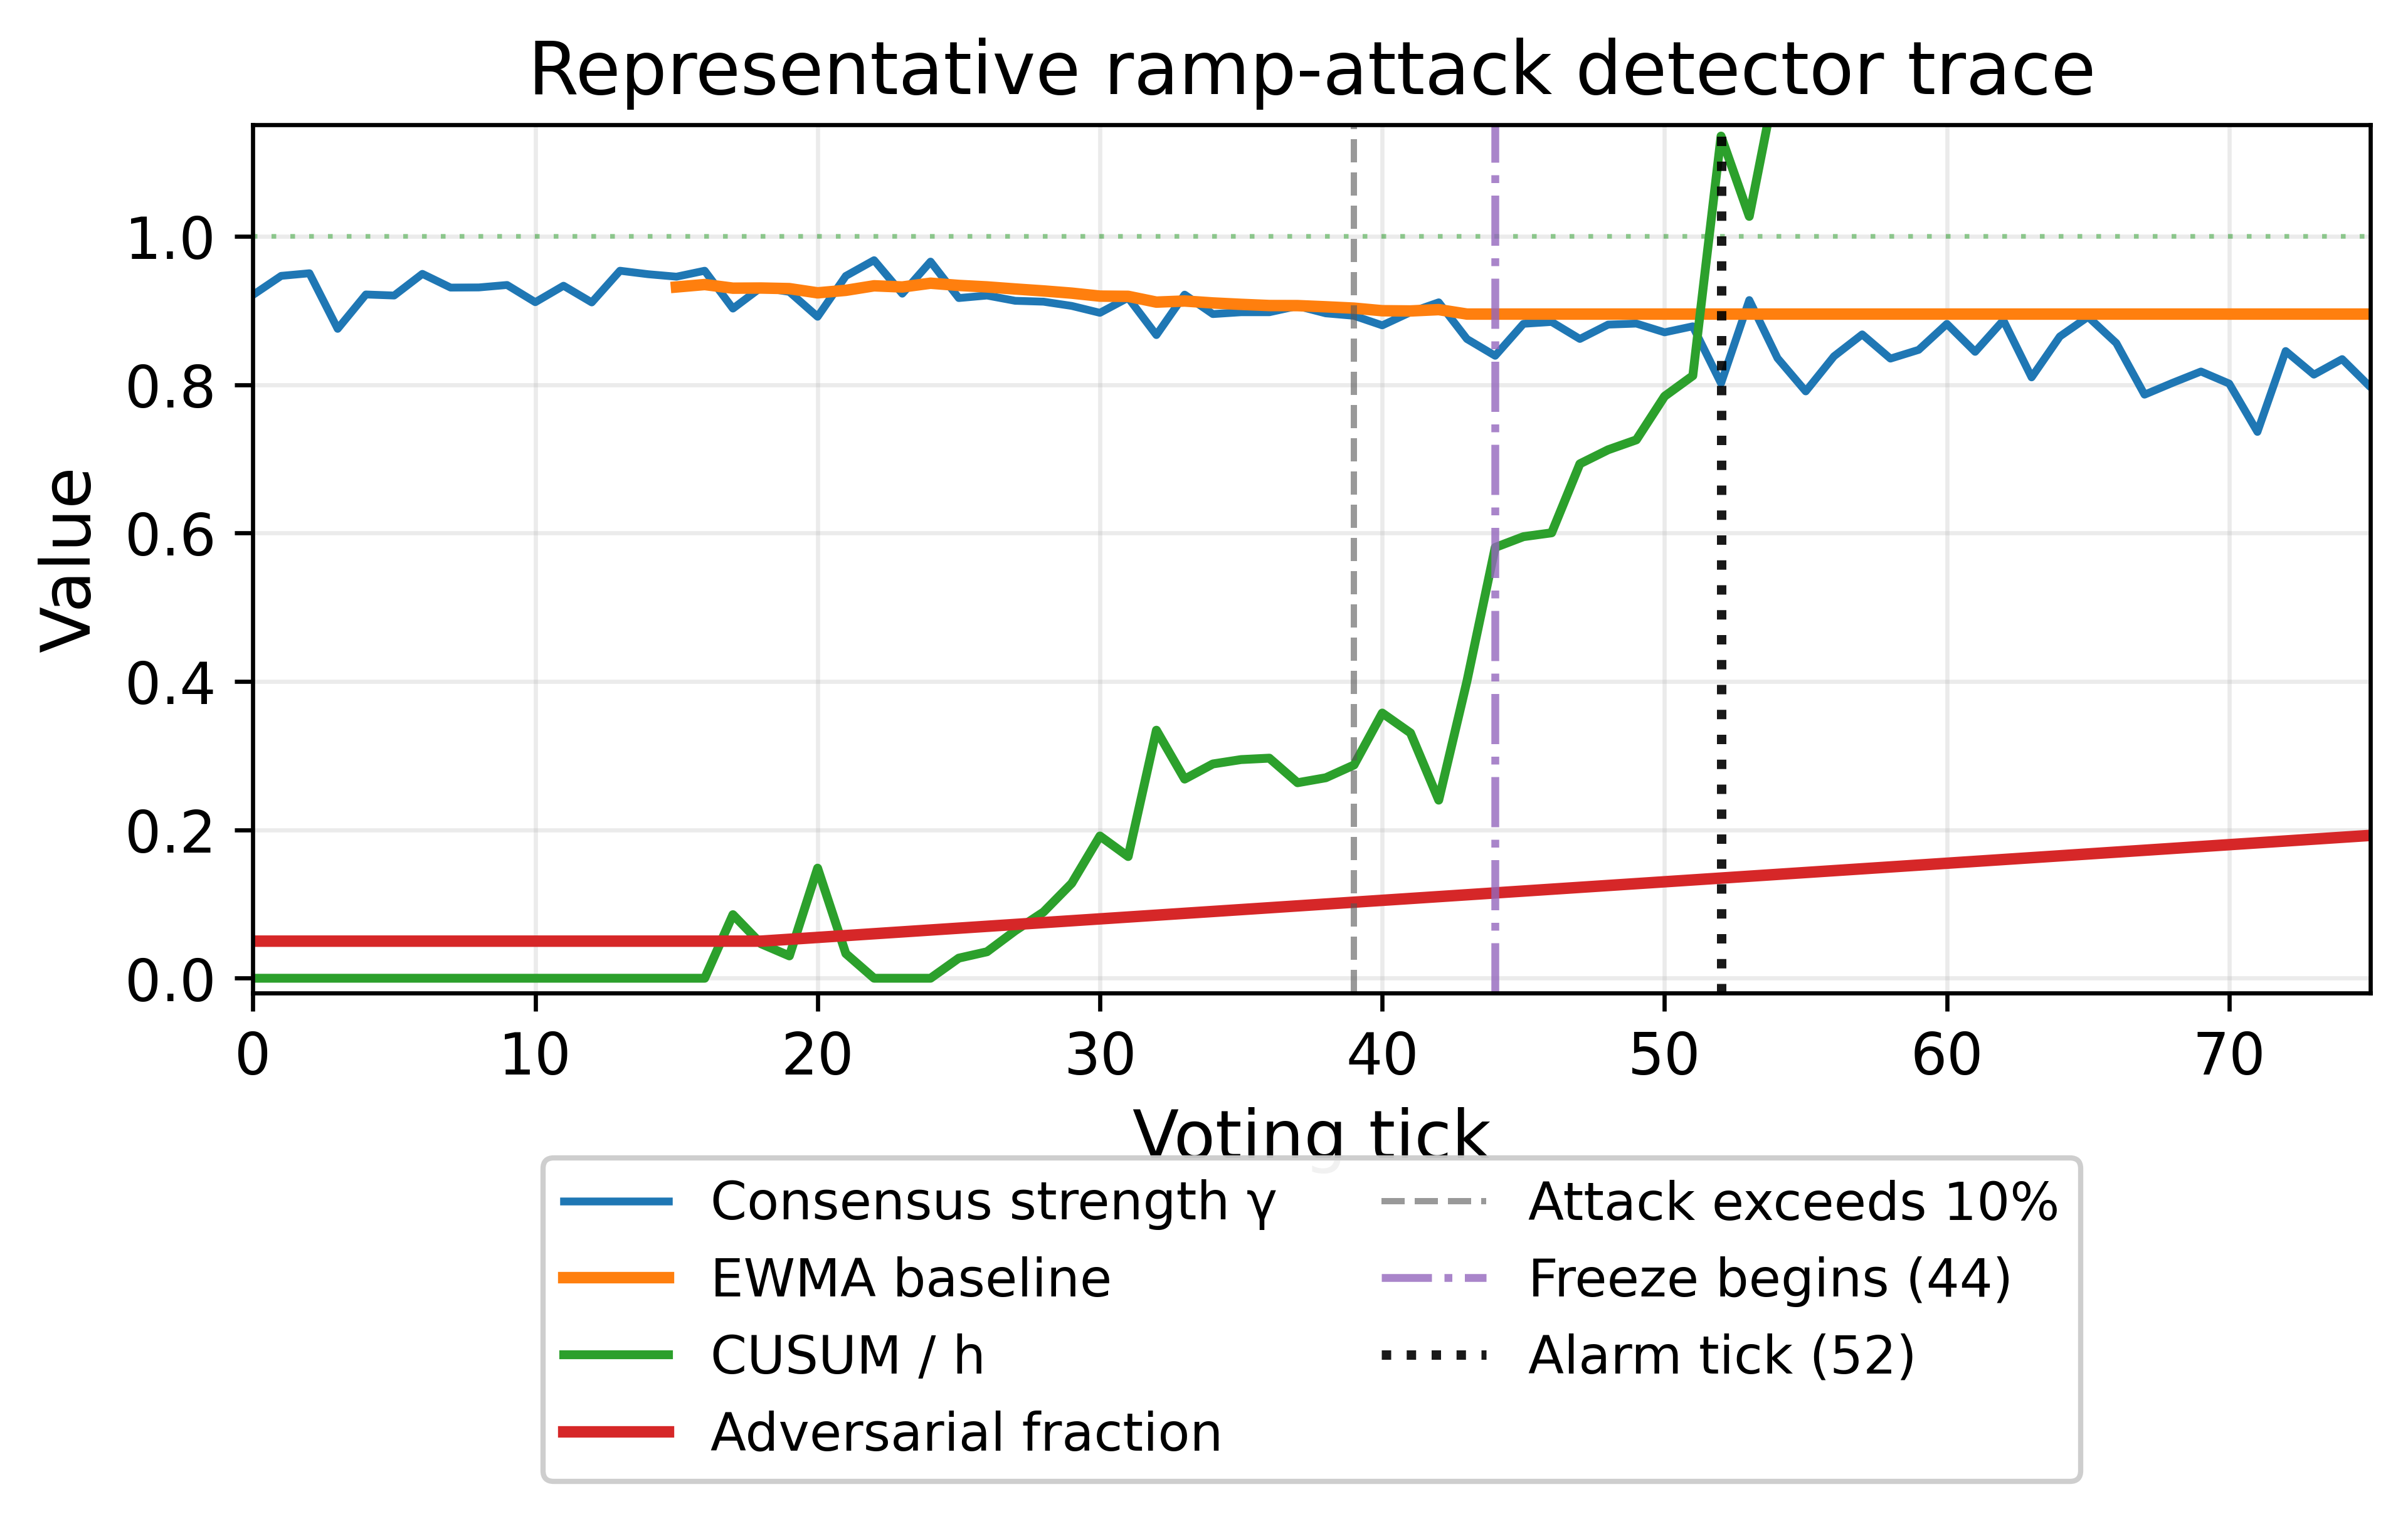 Representative ramp-attack detector trace
Value
1.0
0.8
0.6
0.4
0.2
0.0
0 10 20 30 40 50 60 70
Voting tick
Consensus strength γ
EWMA baseline
CUSUM / h
Adversarial fraction
Attack exceeds 10%
Freeze begins (44)
Alarm tick (52)